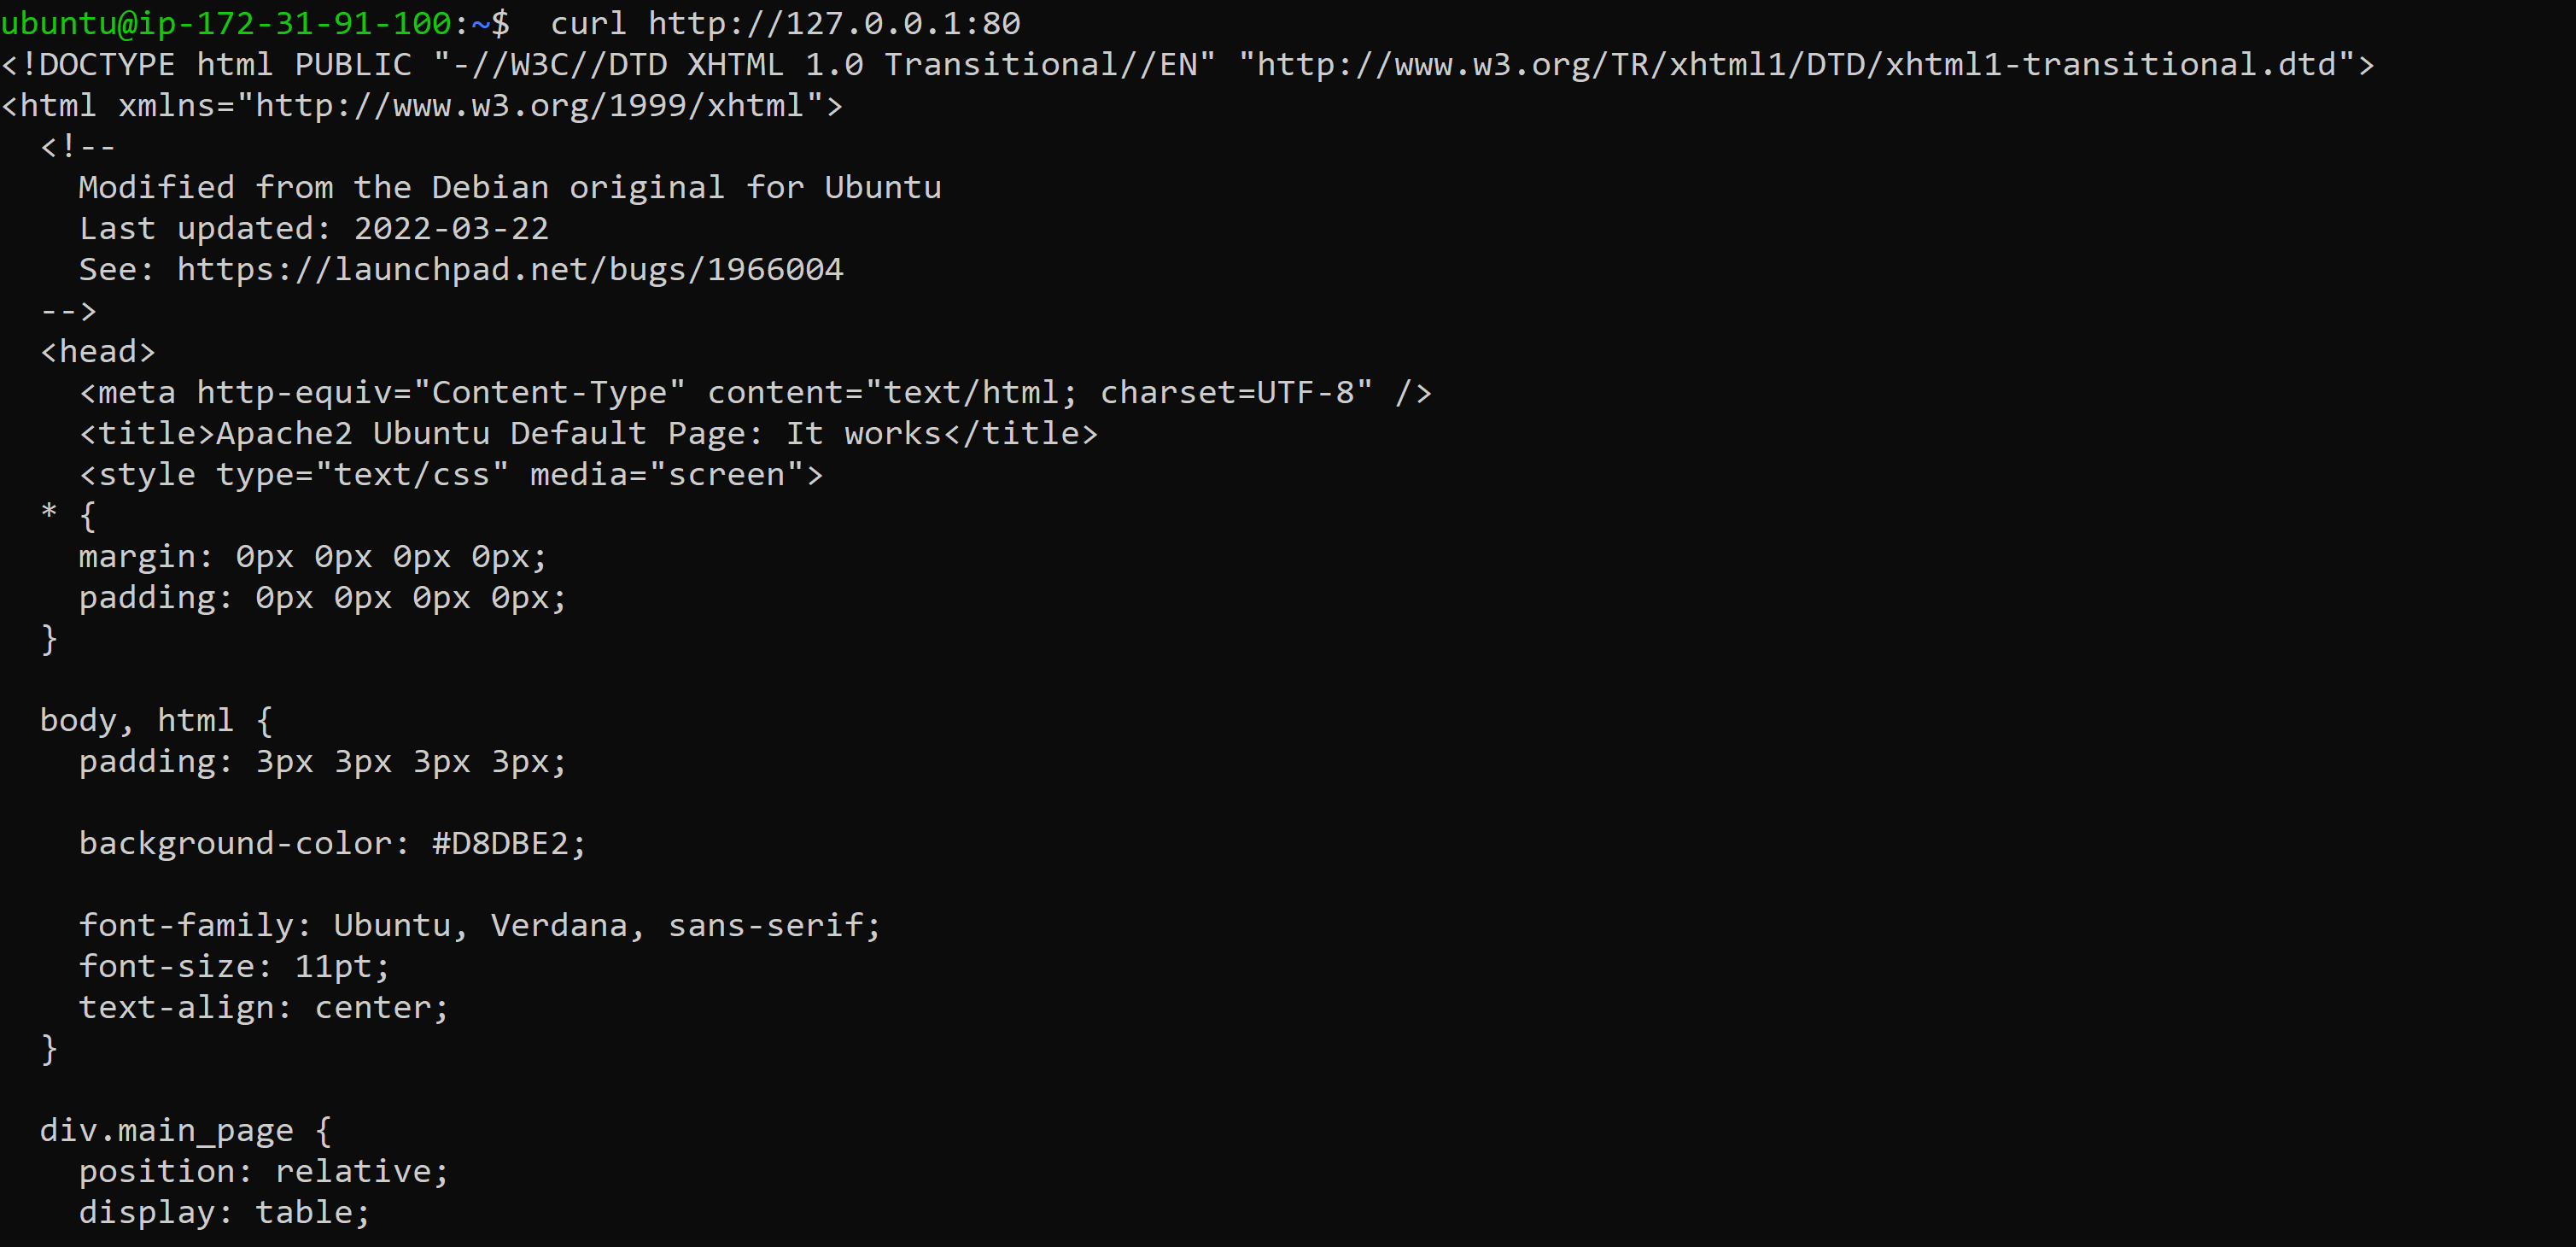 ubuntu@ip-172-31-91-100:~$  curl http://127.0.0.1:80
<!DOCTYPE html PUBLIC "-//W3C//DTD XHTML 1.0 Transitional//EN" "http://www.w3.org/TR/xhtml1/DTD/xhtml1-transitional.dtd">
<html xmlns="http://www.w3.org/1999/xhtml">
  <!--
    Modified from the Debian original for Ubuntu
    Last updated: 2022-03-22
    See: https://launchpad.net/bugs/1966004
  -->
  <head>
    <meta http-equiv="Content-Type" content="text/html; charset=UTF-8" />
    <title>Apache2 Ubuntu Default Page: It works</title>
    <style type="text/css" media="screen">
  * {
    margin: 0px 0px 0px 0px;
    padding: 0px 0px 0px 0px;
  }

  body, html {
    padding: 3px 3px 3px 3px;

    background-color: #D8DBE2;

    font-family: Ubuntu, Verdana, sans-serif;
    font-size: 11pt;
    text-align: center;
  }

  div.main_page {
    position: relative;
    display: table;